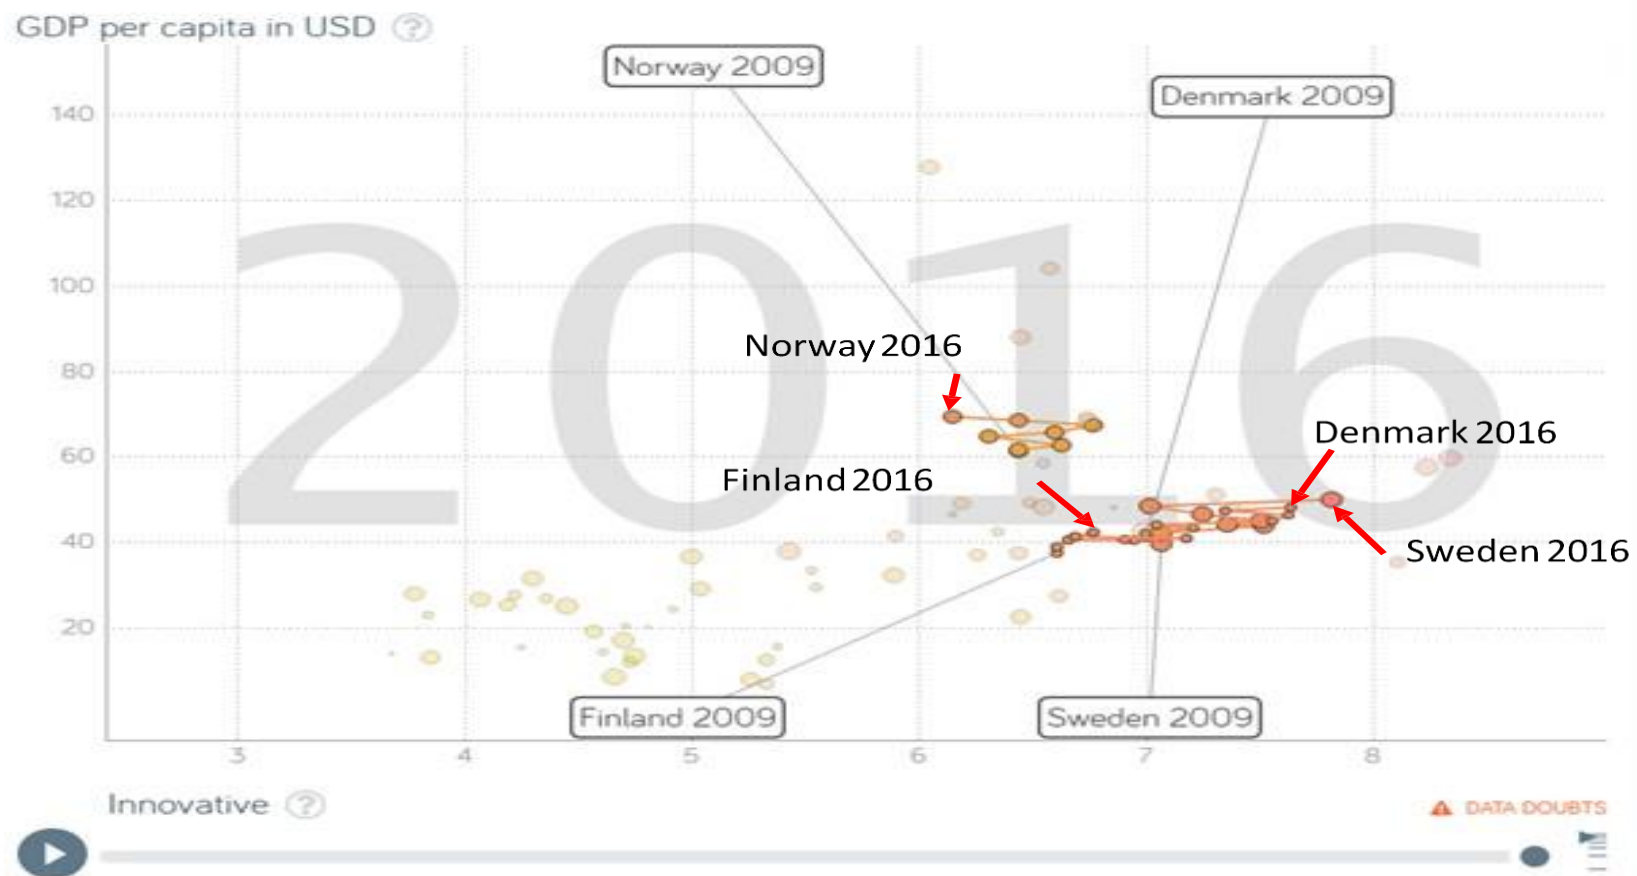 GDP per capita in USD ?
Norway 2009
Denmark 2009
140
120
100
80
60
40
20
2016
Norway 2016
Denmark 2016
Finland 2016
Sweden 2016
Finland 2009
Sweden 2009
3 4 5 6 7 8
Innovative ?
DATA DOUBTS